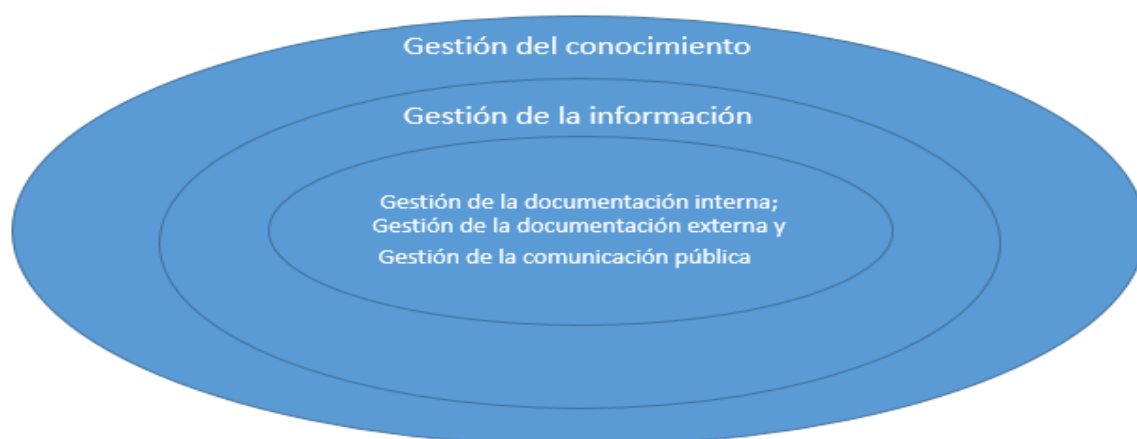 Gestión del conocimiento
Gestión de la información
Gestión de la documentación interna;
Gestión de la documentación externa y
Gestión de la comunicación pública